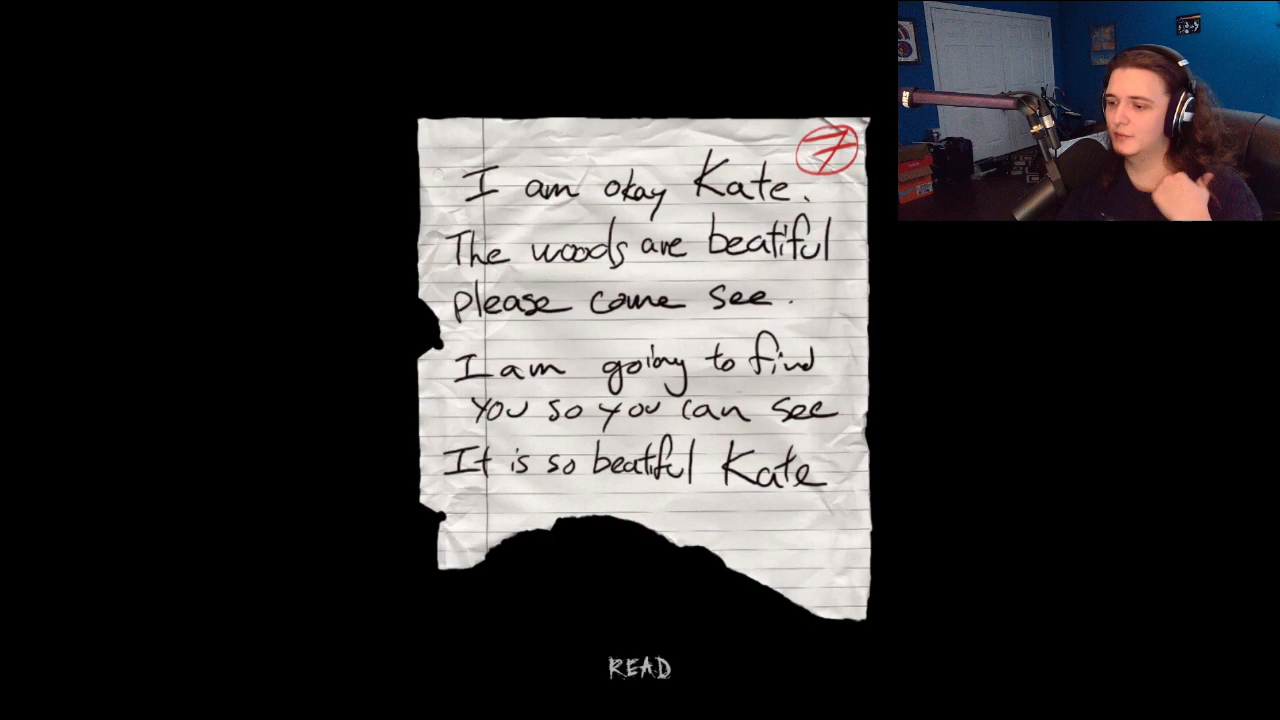 7
I am okay Kate.
The woods are beatiful
please come see.
I am going to find
you so you can see
It is so beatiful Kate
READ